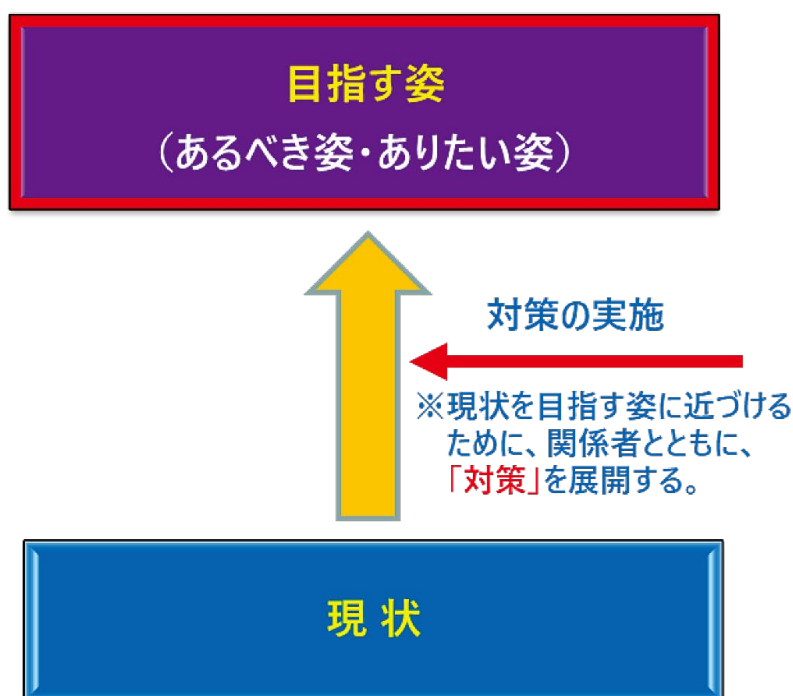 目指す姿
（あるべき姿・ありたい姿）
対策の実施
※現状を目指す姿に近づける
ために、関係者とともに、
「対策」を展開する。
現 状